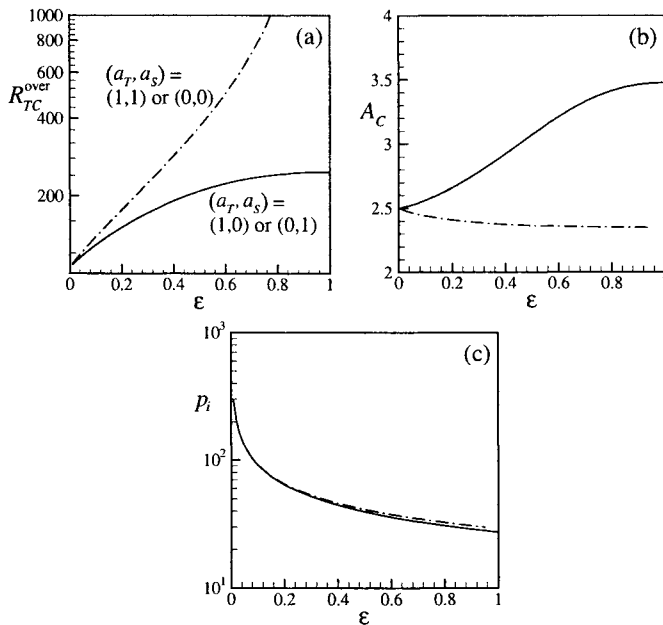 (a)
1000
800
600
400
200
R_{TC}^{over}
(a_T, a_S) =
(1,1) or (0,0)
(a_T, a_S) =
(1,0) or (0,1)
0.2 0.4 0.6 0.8 1
ε
(b)
4
3.5
3
2.5
2
A_C
0 0.2 0.4 0.6 0.8 1
ε
(c)
10^3
10^2
10^1
p_i
0 0.2 0.4 0.6 0.8 1
ε